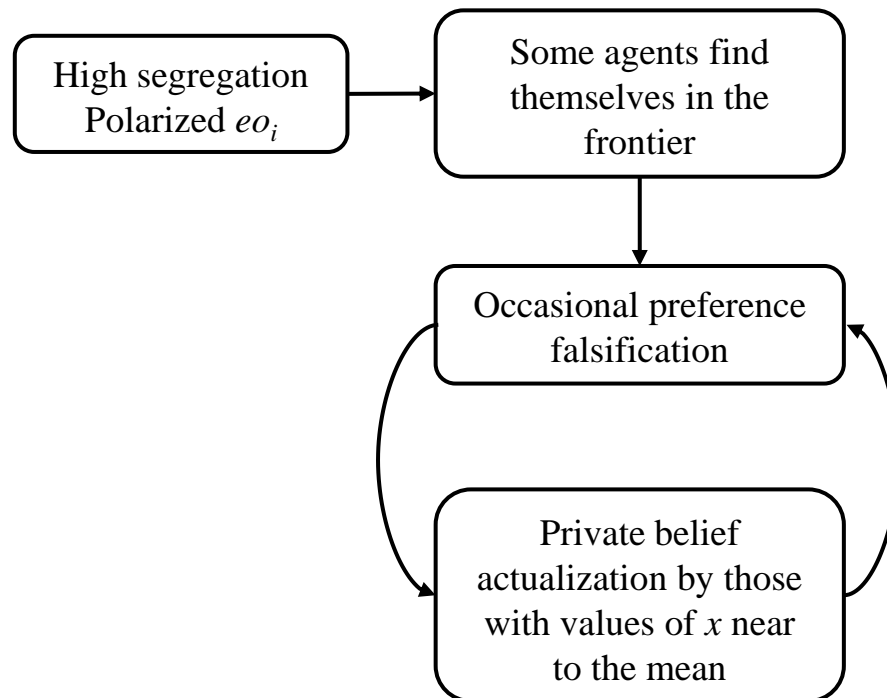 High segregation
Polarized eo_i
Some agents find
themselves in the
frontier
Occasional preference
falsification
Private belief
actualization by those
with values of x near
to the mean